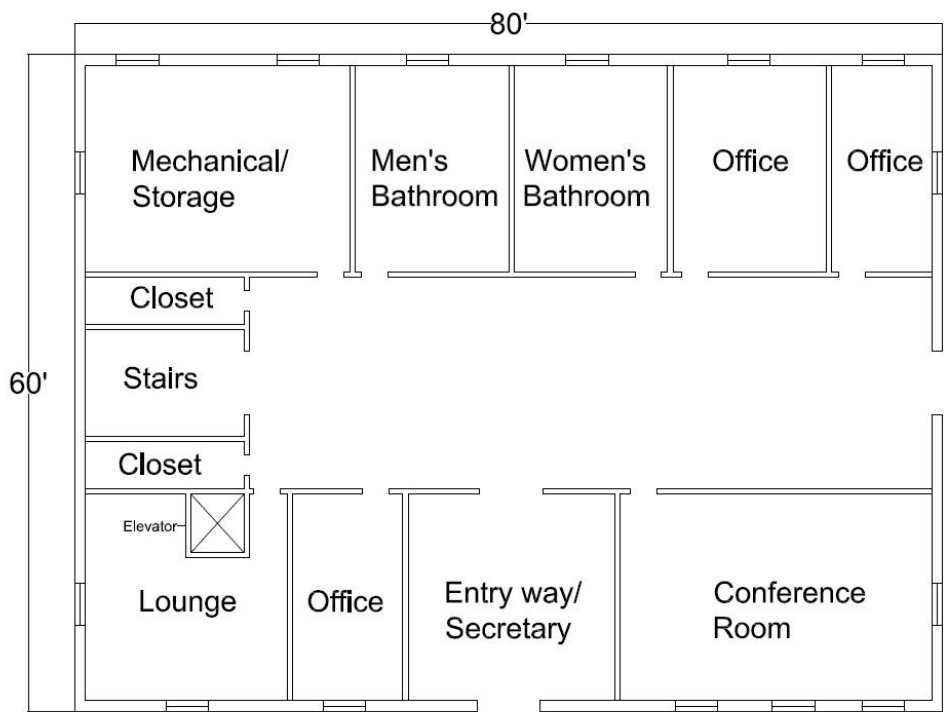 80'
Mechanical/
Storage
Men's
Bathroom
Women's
Bathroom
Office
Office
Closet
Stairs
60'
Closet
Elevator
Lounge
Office
Entry way/
Secretary
Conference
Room